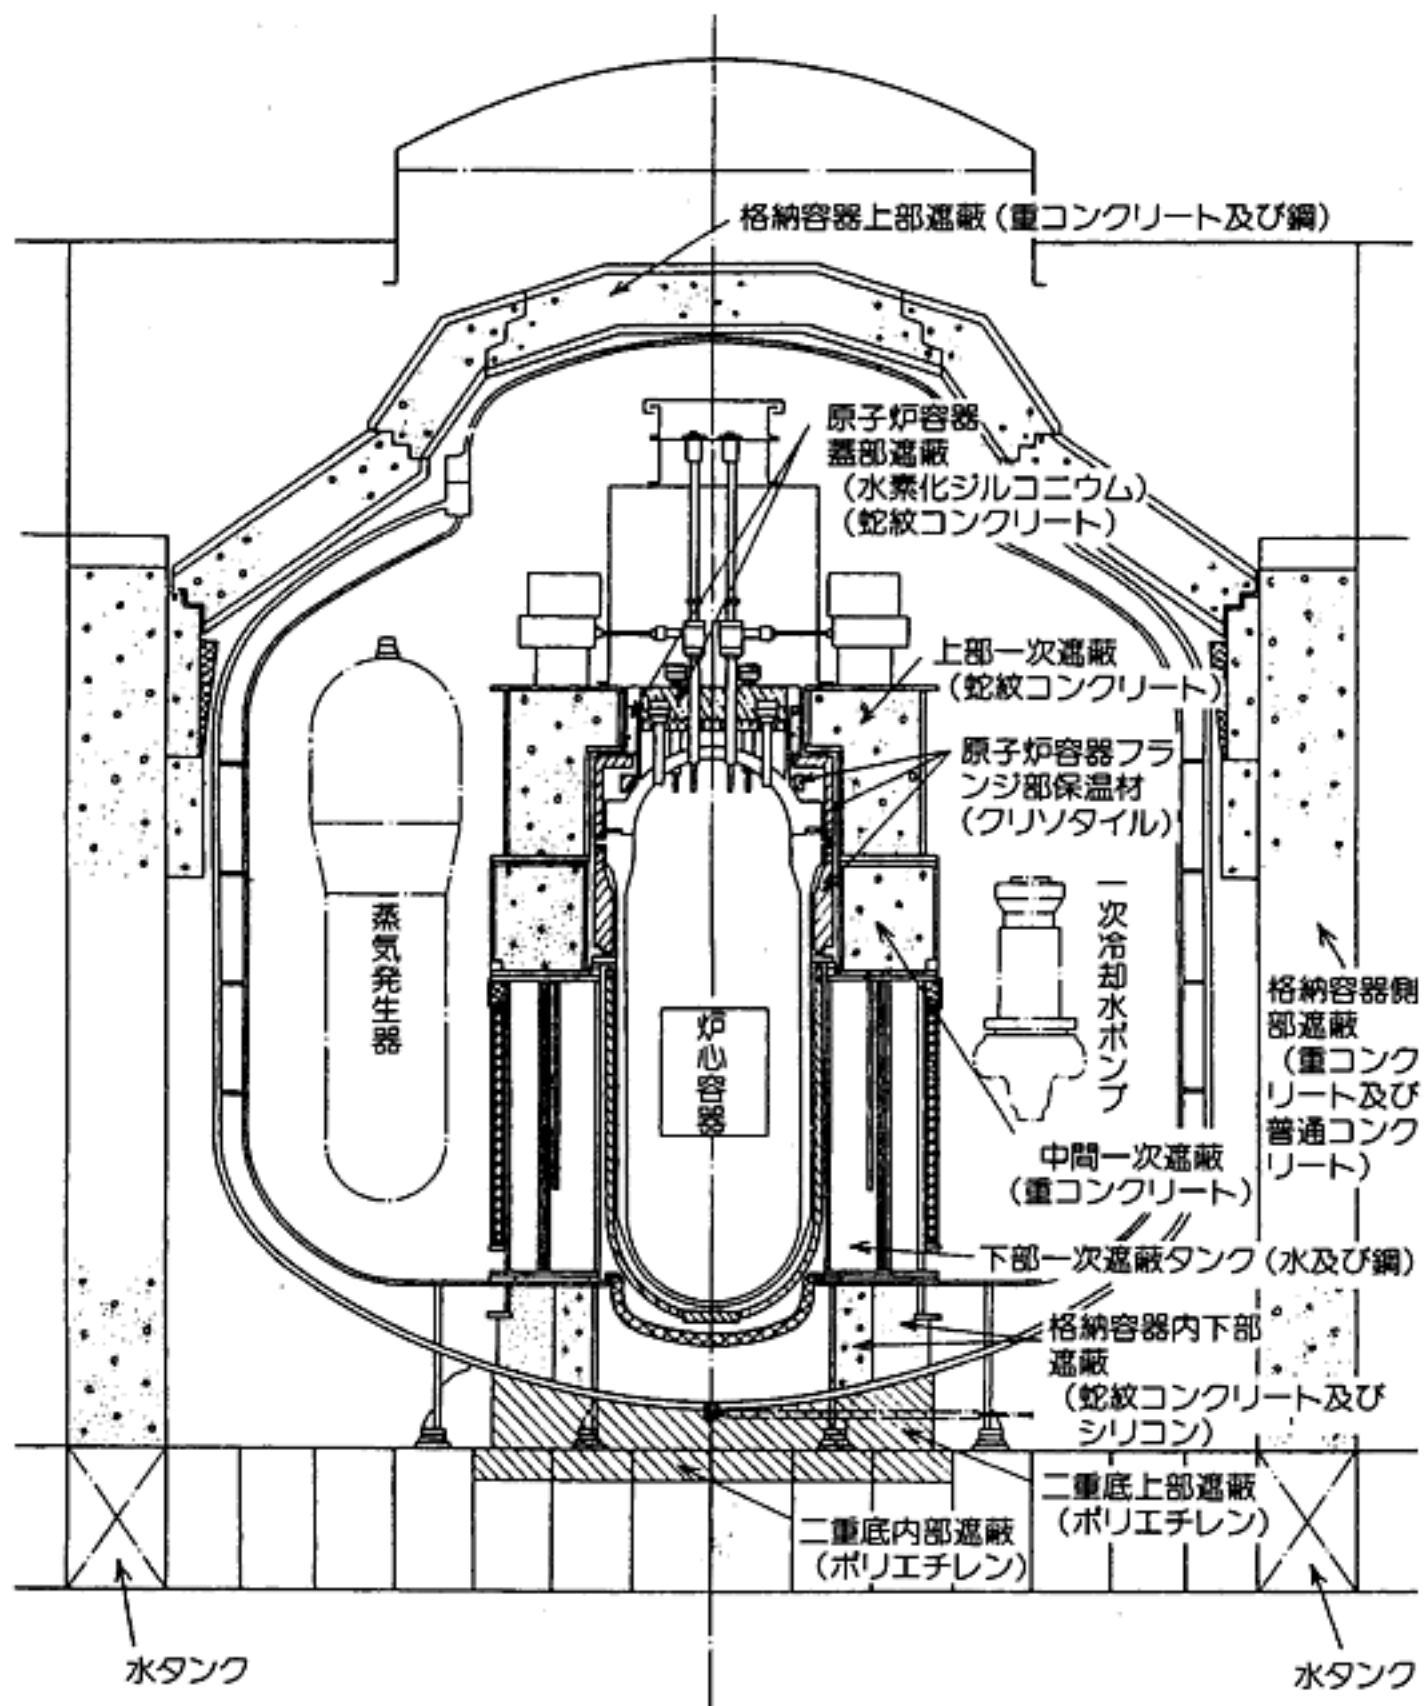 格納容器上部遮蔽(重コンクリート及び鋼)
原子炉容器
蓋部遮蔽
(水素化ジルコニウム)
(蛇紋コンクリート)
上部一次遮蔽
(蛇紋コンクリート)
原子炉容器フラ
ンジ部保温材
(クリソタイル)
蒸気発生器
炉心容器
一次冷却水ポンプ
格納容器側
部遮蔽
(重コンク
リート及び
普通コンク
リート)
中間一次遮蔽
(重コンクリート)
下部一次遮蔽タンク(水及び鋼)
格納容器内下部
遮蔽
(蛇紋コンクリート及び
シリコン)
二重底上部遮蔽
(ポリエチレン)
二重底内部遮蔽
(ポリエチレン)
水タンク
水タンク